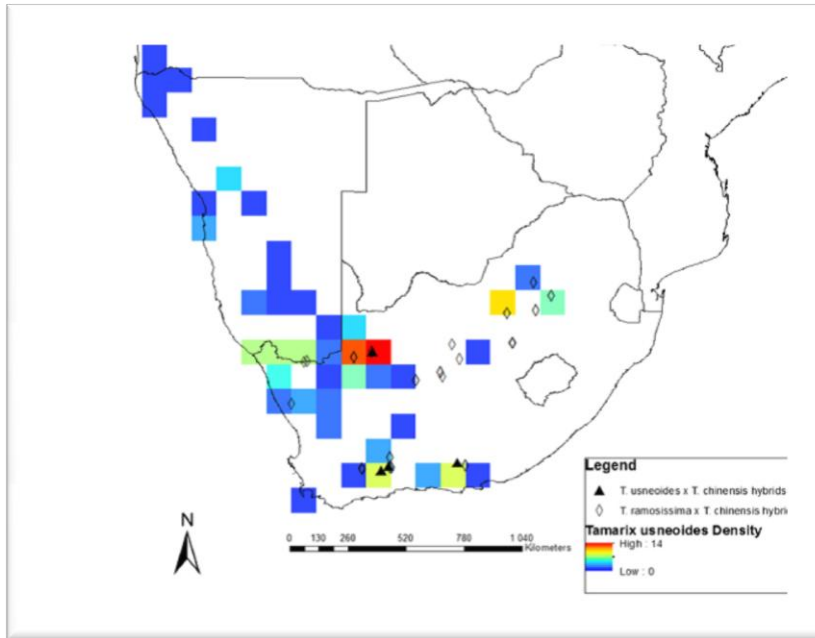 N
0 130 260 520 780 1 040
Kilometers
Legend
T. usneoides x T. chinensis hybrids
T. ramosissima x T. chinensis hybri
Tamarix usneoides Density
High : 14
Low : 0